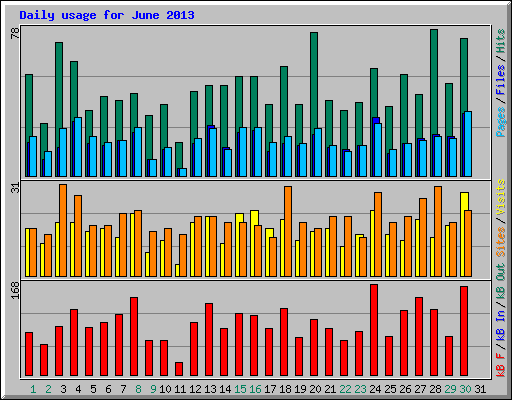 Daily usage for June 2013
78
Pages / Files / Hits
31
Sites / Visits
168
kB F / kB In / kB Out
1 2 3 4 5 6 7 8 9 10 11 12 13 14 15 16 17 18 19 20 21 22 23 24 25 26 27 28 29 30 31